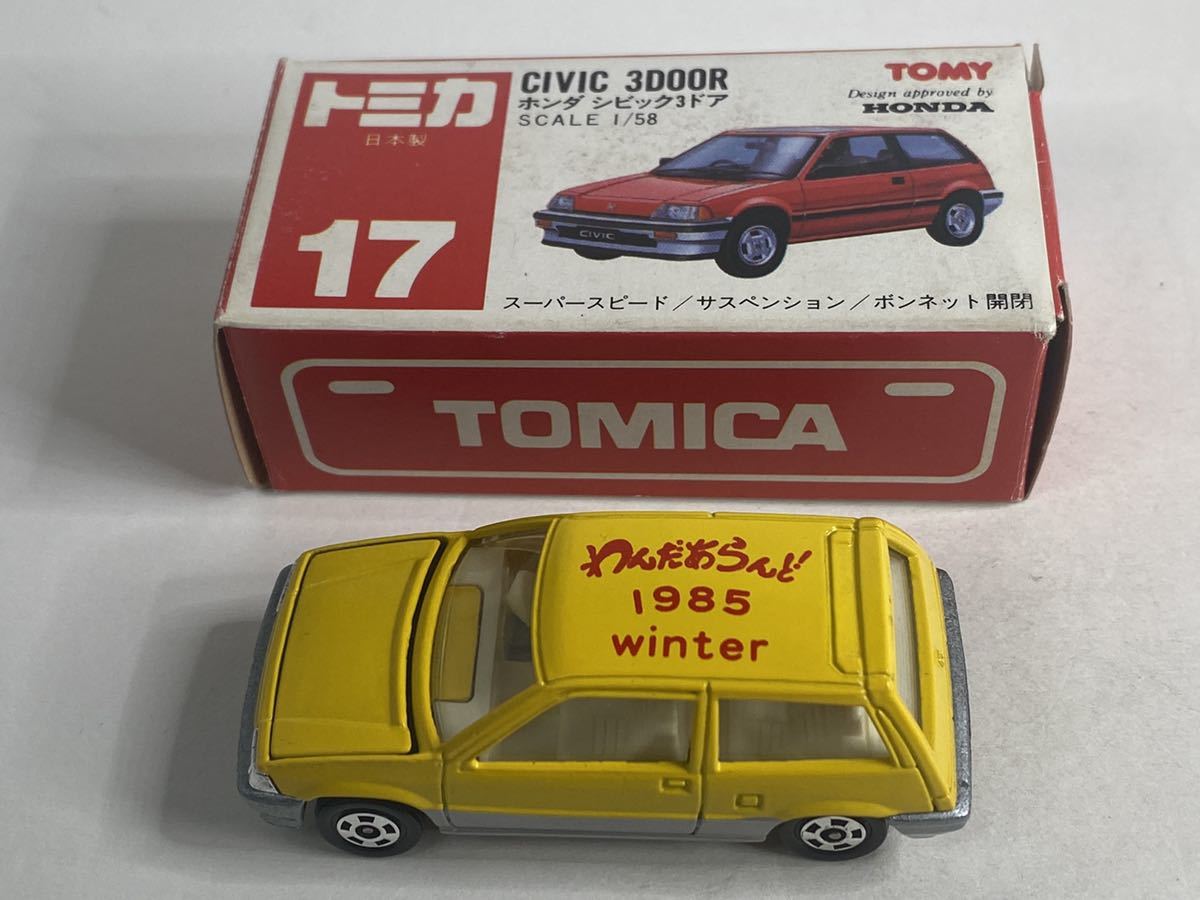 トミカ
日本製
17
CIVIC 3DOOR
ホンダ シビック3ドア
SCALE 1/58
TOMY
Design approved by
HONDA
CIVIC
スーパースピード/サスペンション/ボンネット開閉
TOMICA
わんだあらんど!
1985
winter